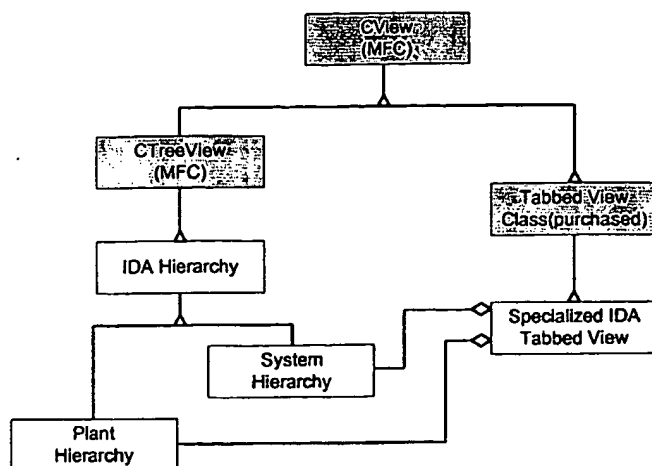 CView
(MFC)
CTreeView
(MFC)
Tabbed View
Class(purchased)
IDA Hierarchy
Specialized IDA
Tabbed View
System
Hierarchy
Plant
Hierarchy